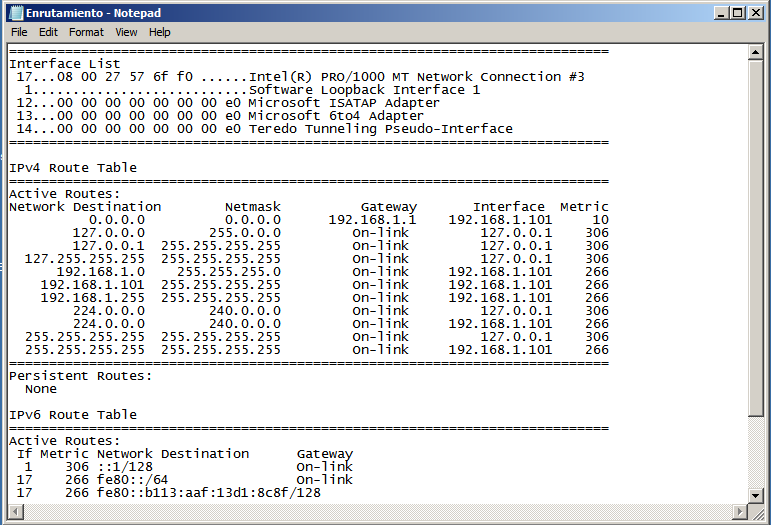 Enrutamiento - Notepad
File Edit Format View Help
===========================================================================
Interface List
 17...08 00 27 57 6f f0 ......Intel(R) PRO/1000 MT Network Connection #3
  1...........................Software Loopback Interface 1
 12...00 00 00 00 00 00 00 e0 Microsoft ISATAP Adapter
 13...00 00 00 00 00 00 00 e0 Microsoft 6to4 Adapter
 14...00 00 00 00 00 00 00 e0 Teredo Tunneling Pseudo-Interface
===========================================================================

IPv4 Route Table
===========================================================================
Active Routes:
Network Destination        Netmask          Gateway       Interface  Metric
          0.0.0.0          0.0.0.0      192.168.1.1    192.168.1.101     10
        127.0.0.0        255.0.0.0         On-link         127.0.0.1    306
        127.0.0.1  255.255.255.255         On-link         127.0.0.1    306
  127.255.255.255  255.255.255.255         On-link         127.0.0.1    306
      192.168.1.0    255.255.255.0         On-link     192.168.1.101    266
    192.168.1.101  255.255.255.255         On-link     192.168.1.101    266
    192.168.1.255  255.255.255.255         On-link     192.168.1.101    266
        224.0.0.0        240.0.0.0         On-link         127.0.0.1    306
        224.0.0.0        240.0.0.0         On-link     192.168.1.101    266
  255.255.255.255  255.255.255.255         On-link         127.0.0.1    306
  255.255.255.255  255.255.255.255         On-link     192.168.1.101    266
===========================================================================
Persistent Routes:
  None

IPv6 Route Table
===========================================================================
Active Routes:
 If Metric Network Destination      Gateway
  1    306 ::1/128                  On-link
 17    266 fe80::/64                On-link
 17    266 fe80::b113:aaf:13d1:8c8f/128